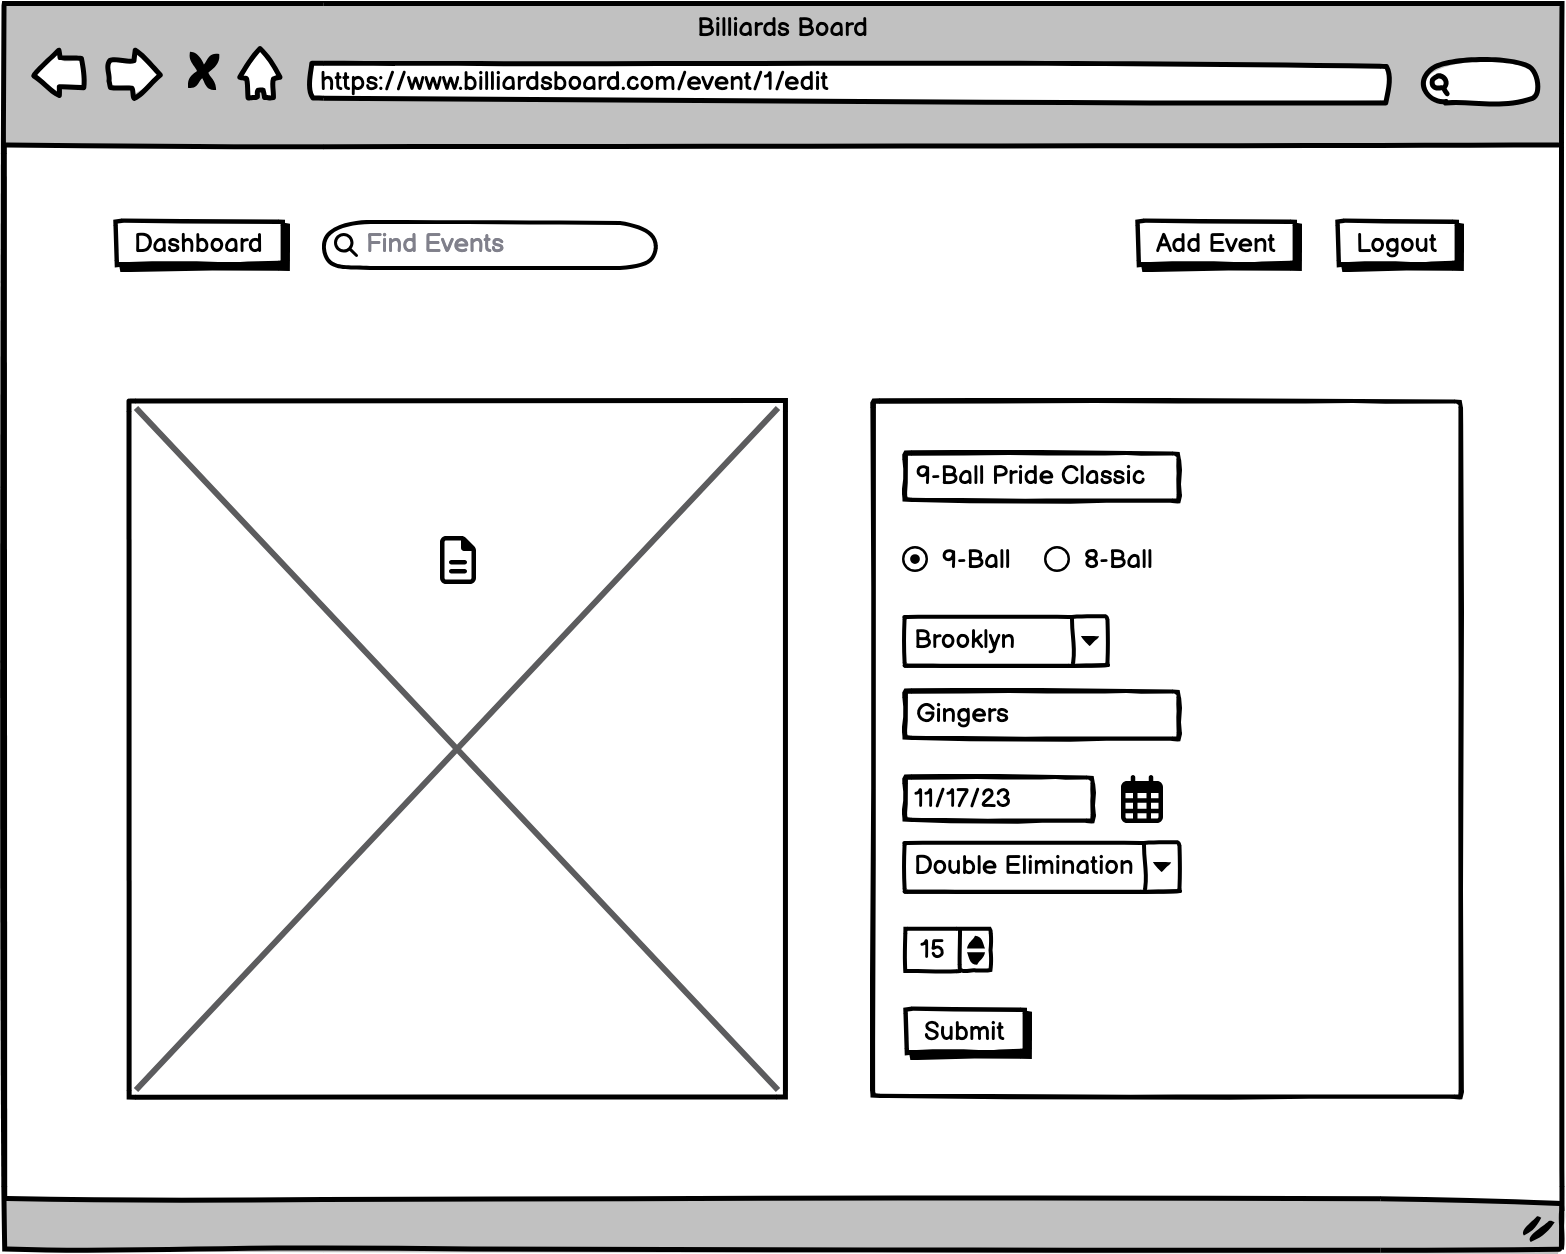 Billiards Board
https://www.billiardsboard.com/event/1/edit
Dashboard
Find Events
Add Event
Logout
9-Ball Pride Classic
9-Ball
8-Ball
Brooklyn
Gingers
11/17/23
Double Elimination
15
Submit